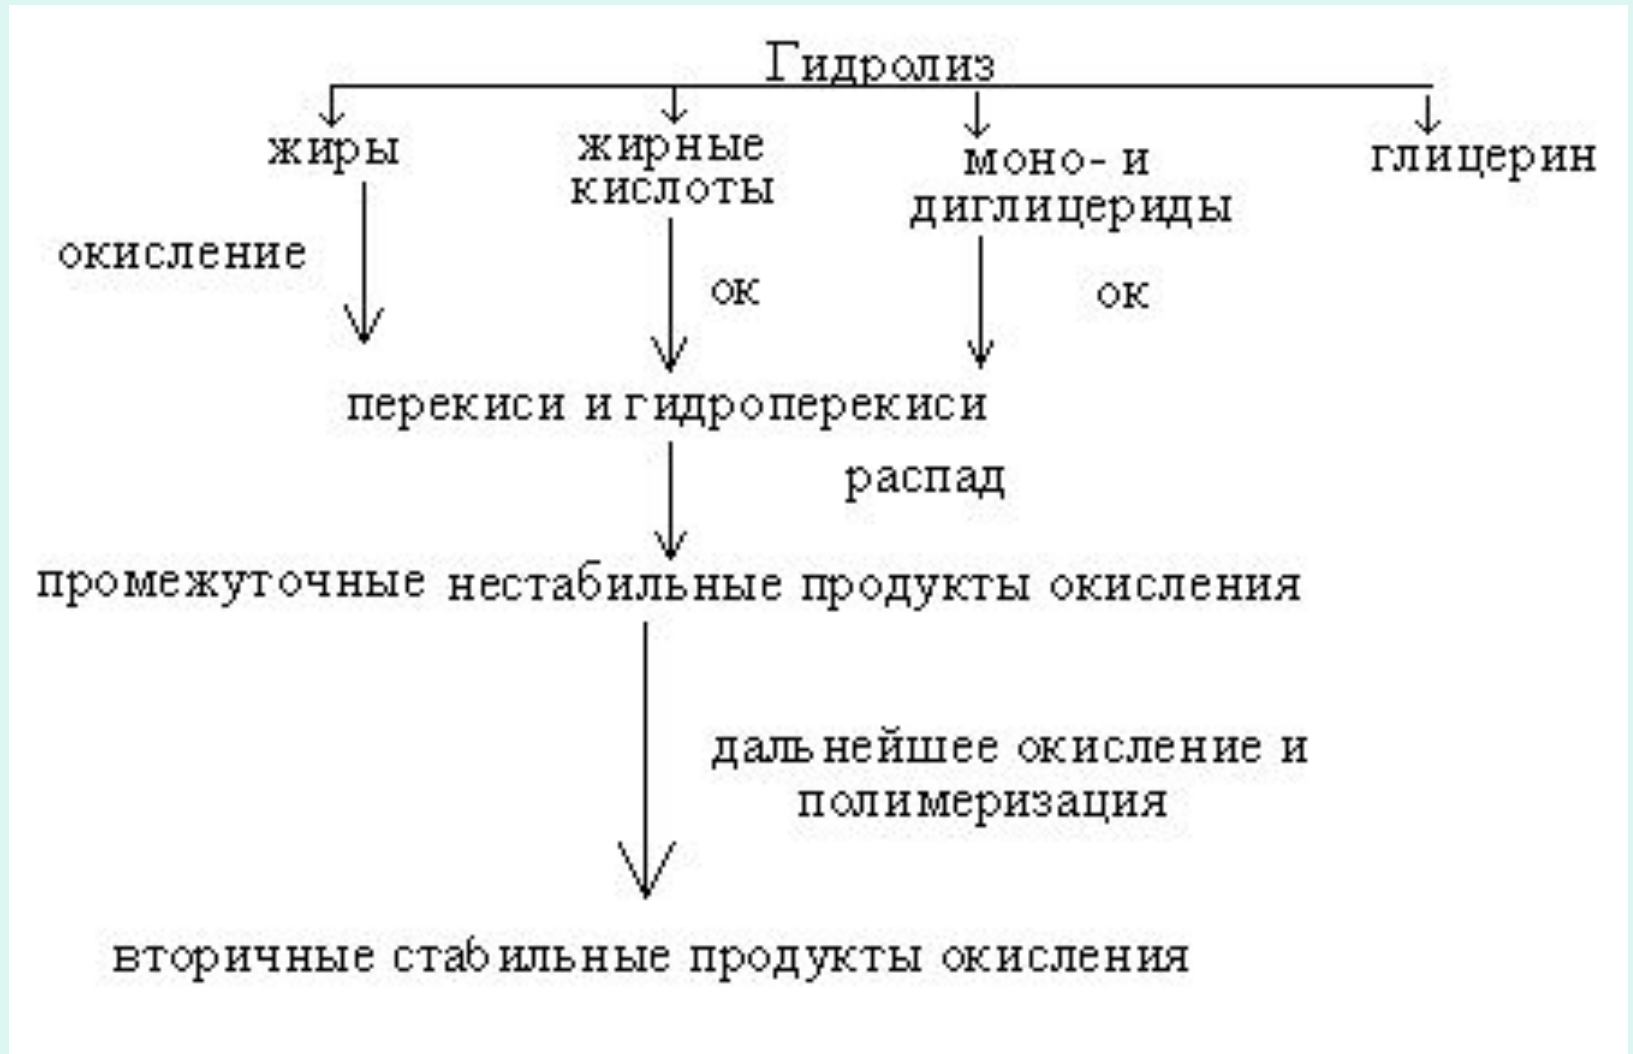 Гидролиз
жиры
жирные
кислоты
моно- и
диглицериды
глицерин
окисление
ок
ок
перекиси и гидроперекиси
распад
промежуточные нестабильные продукты окисления
дальнейшее окисление и
полимеризация
вторичные стабильные продукты окисления